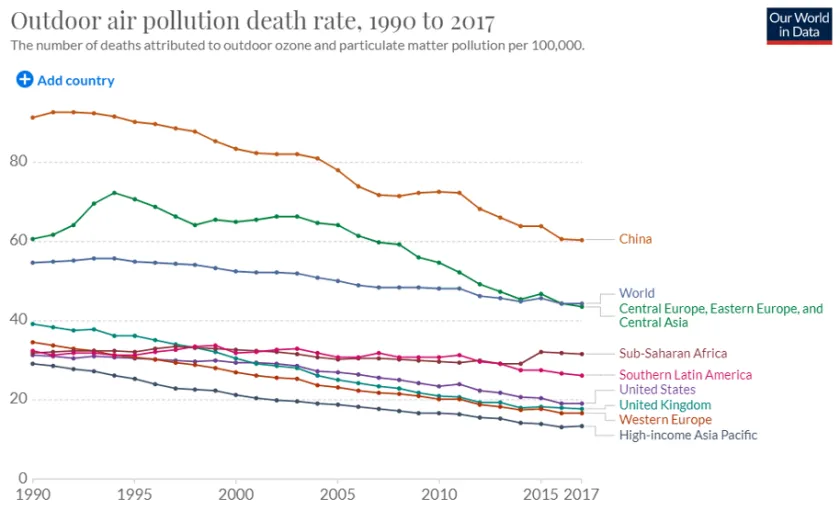 Outdoor air pollution death rate, 1990 to 2017
The number of deaths attributed to outdoor ozone and particulate matter pollution per 100,000.
Our World
in Data
Add country
80
60
40
20
0
China
World
Central Europe, Eastern Europe, and
Central Asia
Sub-Saharan Africa
Southern Latin America
United States
United Kingdom
Western Europe
High-income Asia Pacific
1990 1995 2000 2005 2010 2015 2017